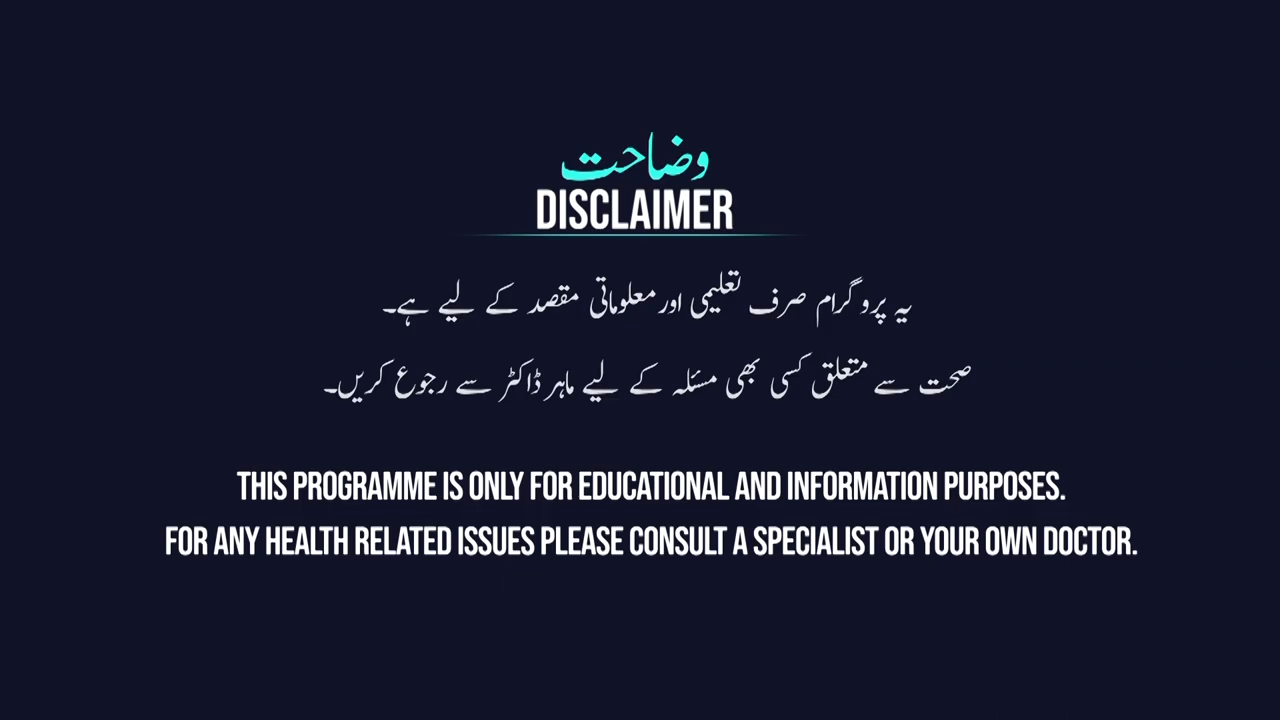 وضاحت
DISCLAIMER
یہ پروگرام صرف تعلیمی اور معلوماتی مقصد کے لیے ہے۔
صحت سے متعلق کسی بھی مسئلہ کے لیے ماہر ڈاکٹر سے رجوع کریں۔
THIS PROGRAMME IS ONLY FOR EDUCATIONAL AND INFORMATION PURPOSES.
FOR ANY HEALTH RELATED ISSUES PLEASE CONSULT A SPECIALIST OR YOUR OWN DOCTOR.